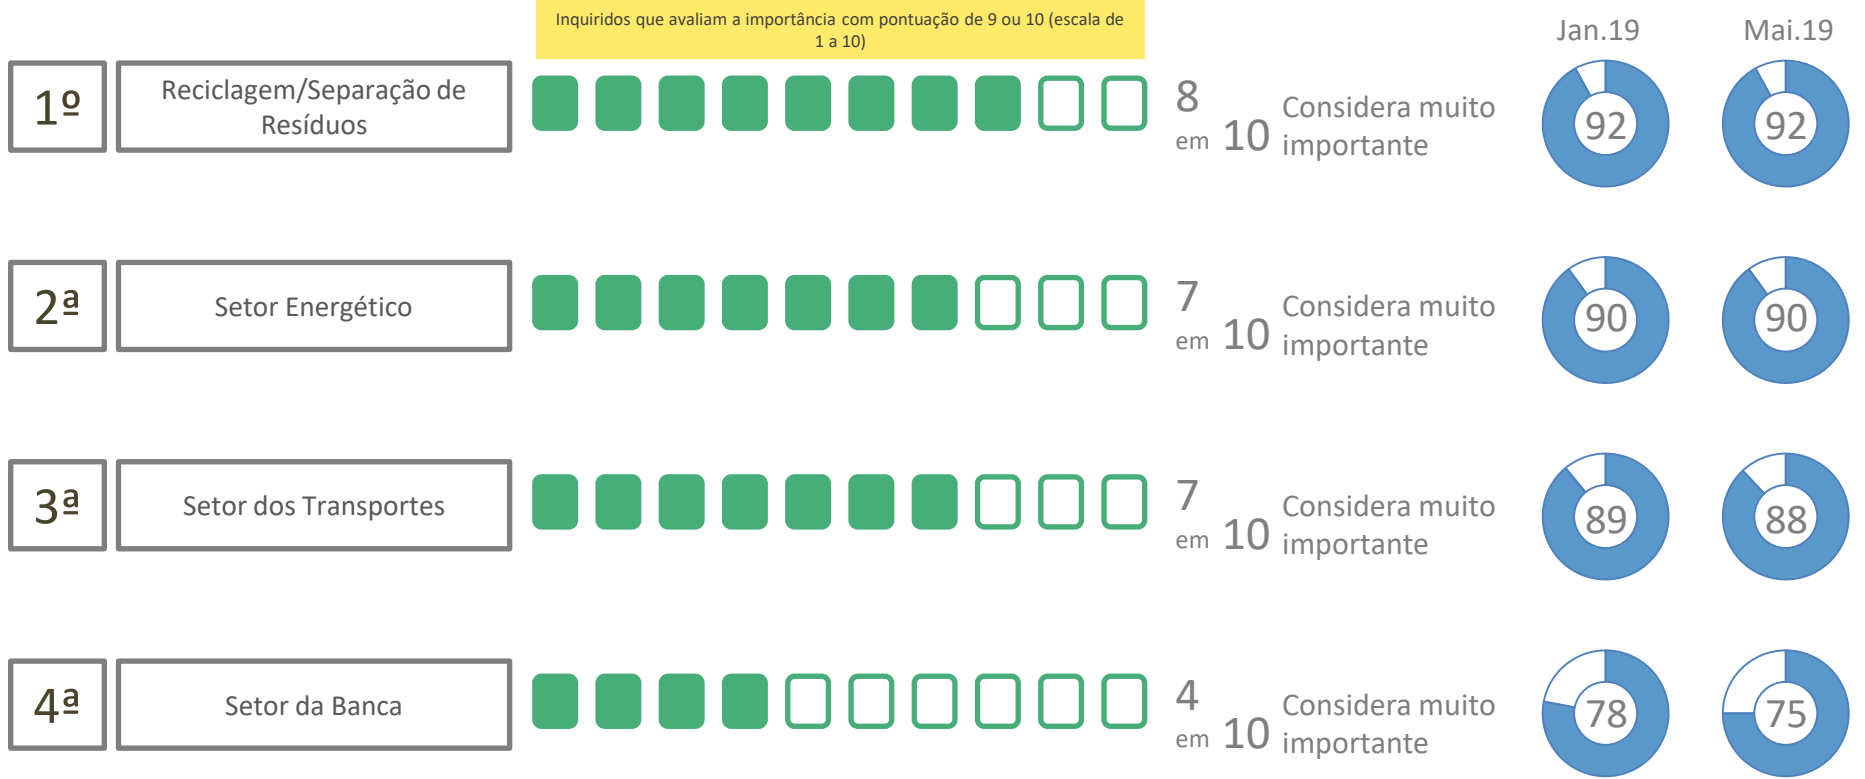 Inquiridos que avaliam a importância com pontuação de 9 ou 10 (escala de
1 a 10)
Jan.19
Mai.19
1º
Reciclagem/Separação de
Resíduos
8
em 10
Considera muito
importante
92
92
2ª
Setor Energético
7
em 10
Considera muito
importante
90
90
3ª
Setor dos Transportes
7
em 10
Considera muito
importante
89
88
4ª
Setor da Banca
4
em 10
Considera muito
importante
78
75